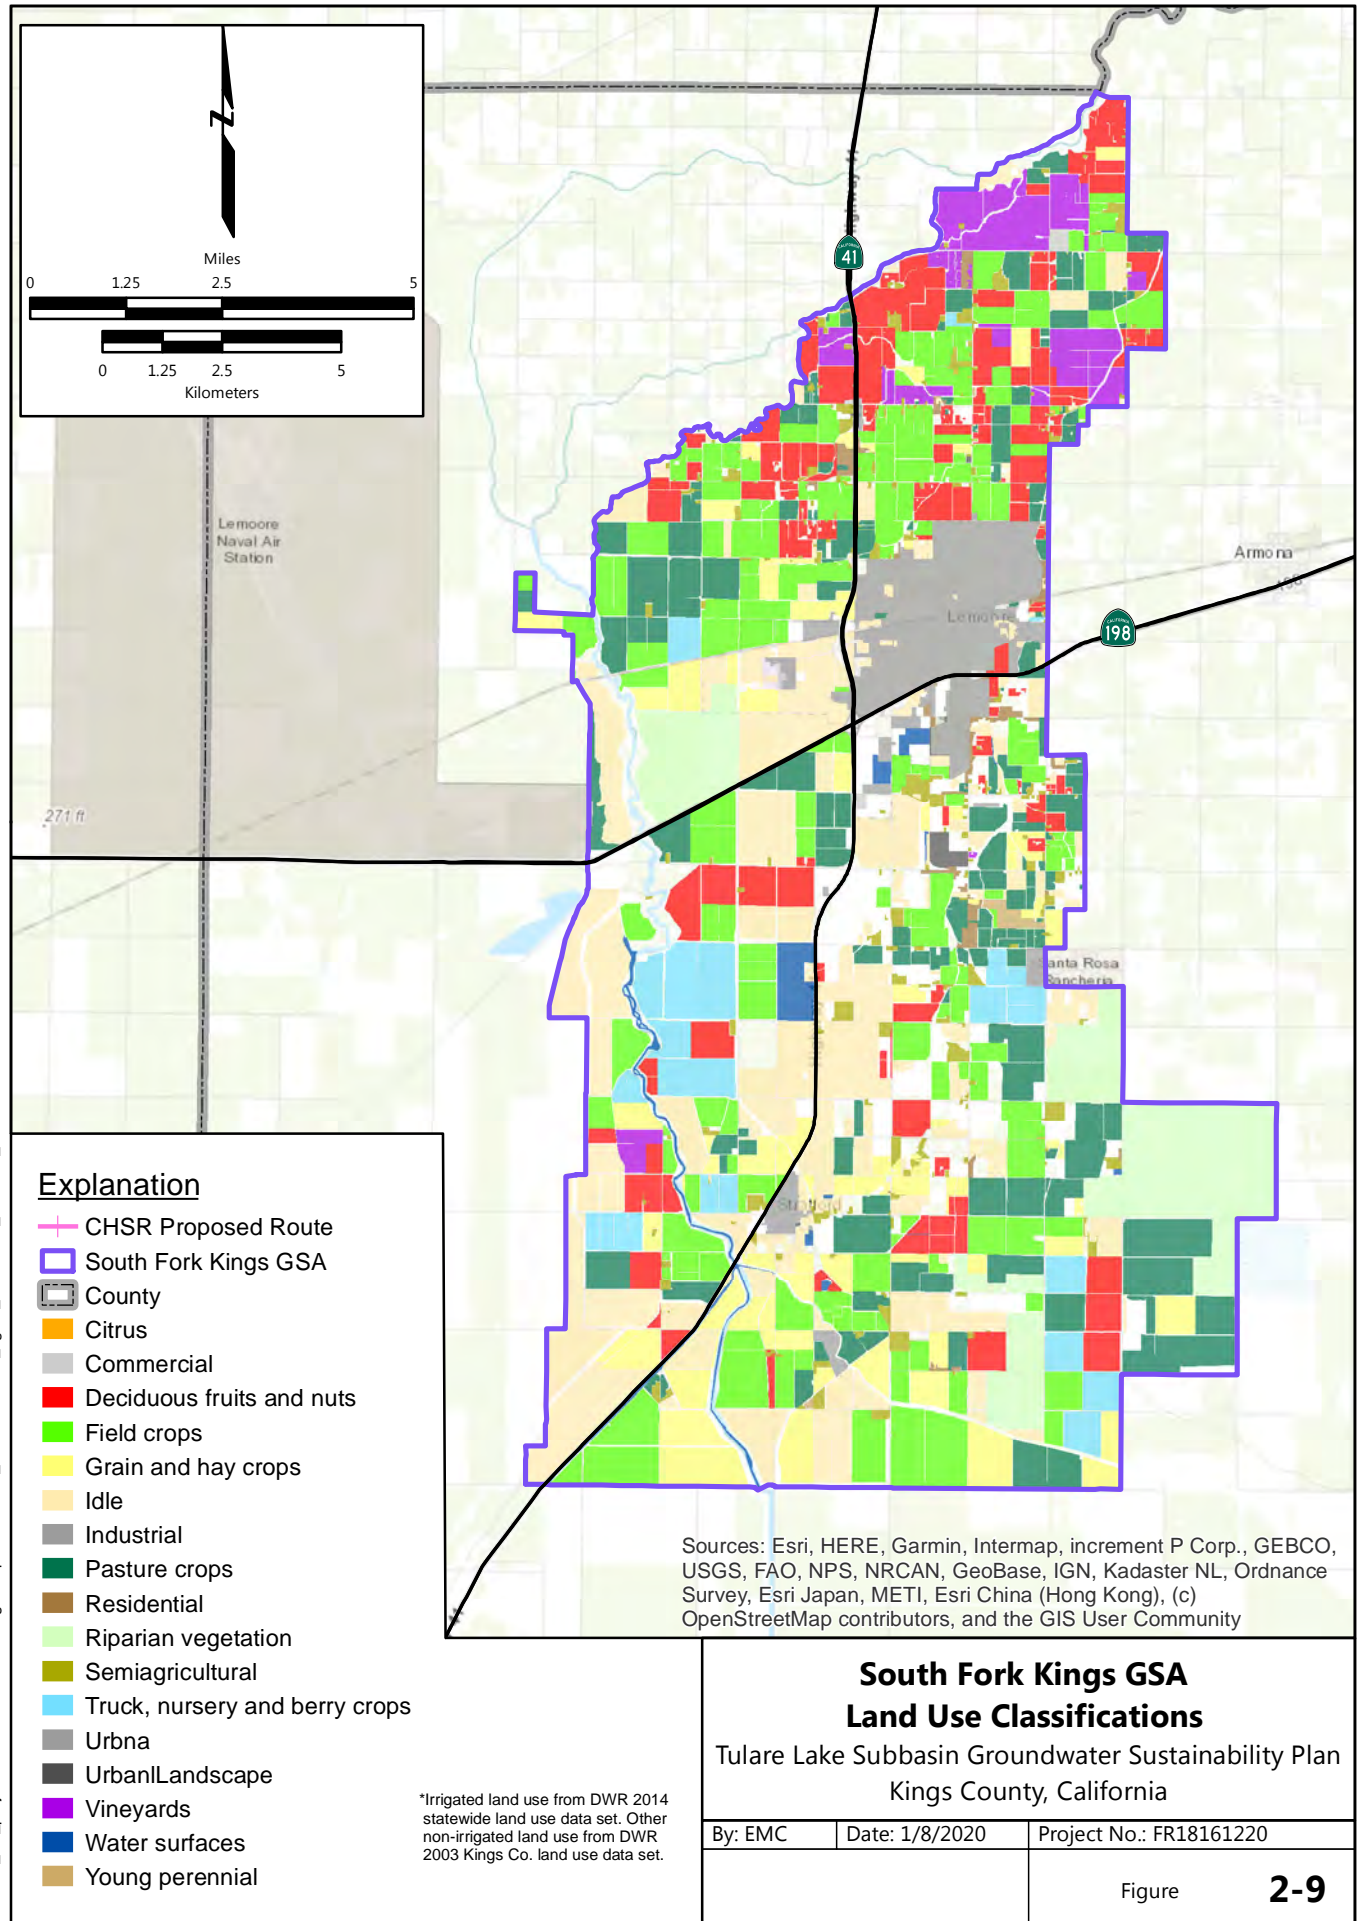 N
Miles
0 1.25 2.5 5
0 1.25 2.5 5
Kilometers
CALIFORNIA
41
Lemoore
Naval Air
Station
Armona
Lemoore
CALIFORNIA
198
271 ft
anta Rosa
Rancheria
Stratford
Explanation
CHSR Proposed Route
South Fork Kings GSA
County
Citrus
Commercial
Deciduous fruits and nuts
Field crops
Grain and hay crops
Idle
Industrial
Pasture crops
Residential
Riparian vegetation
Semiagricultural
Truck, nursery and berry crops
Urbna
UrbanlLandscape
Vineyards
Water surfaces
Young perennial
*Irrigated land use from DWR 2014
statewide land use data set. Other
non-irrigated land use from DWR
2003 Kings Co. land use data set.
Sources: Esri, HERE, Garmin, Intermap, increment P Corp., GEBCO,
USGS, FAO, NPS, NRCAN, GeoBase, IGN, Kadaster NL, Ordnance
Survey, Esri Japan, METI, Esri China (Hong Kong), (c)
OpenStreetMap contributors, and the GIS User Community
South Fork Kings GSA
Land Use Classifications
Tulare Lake Subbasin Groundwater Sustainability Plan
Kings County, California
By: EMC Date: 1/8/2020 Project No.: FR18161220
Figure 2-9